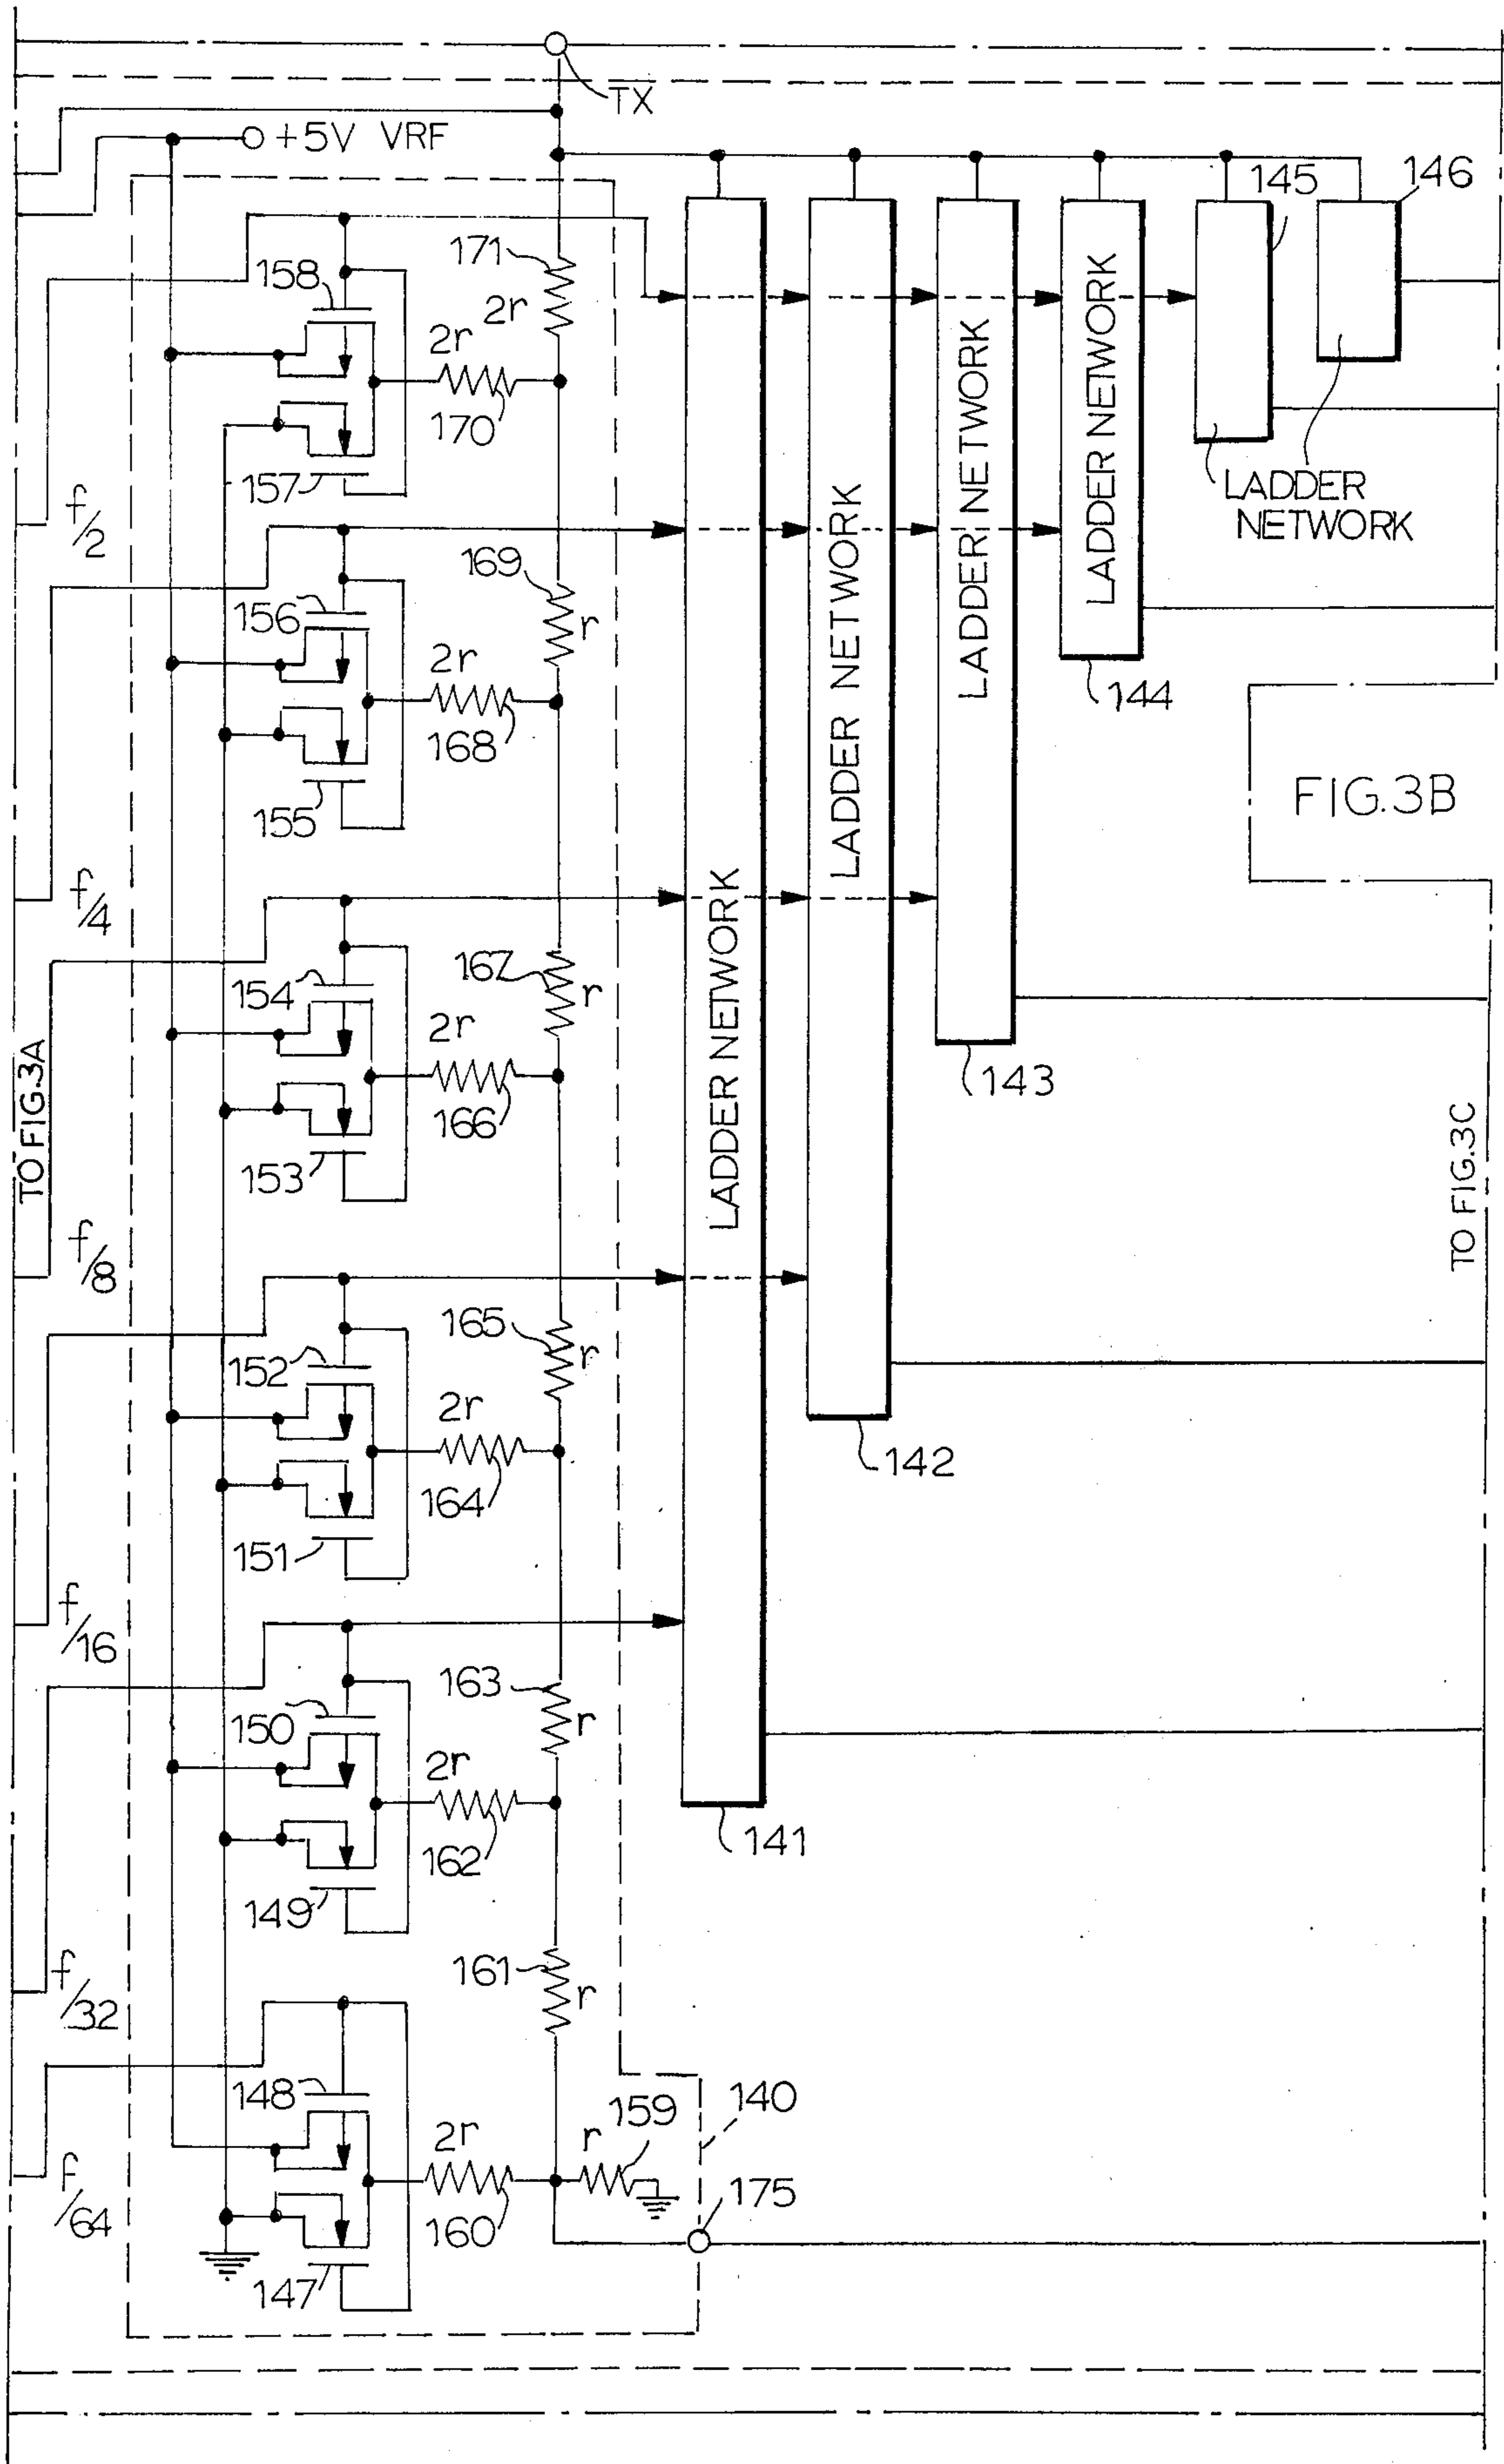 TX
+5V VRF
145
146
158
171
2r
2r
170
157
LADDER NETWORK
LADDER NETWORK
f/2
169
156
r
2r
168
155
LADDER NETWORK
LADDER NETWORK
144
FIG.3B
f/4
167
154
r
2r
166
153
LADDER NETWORK
143
TO FIG.3A
TO FIG.3C
f/8
165
152
r
2r
164
151
142
f/16
163
150
r
2r
162
149
141
f/32
161
r
148
2r
r
159
140
175
160
f/64
147